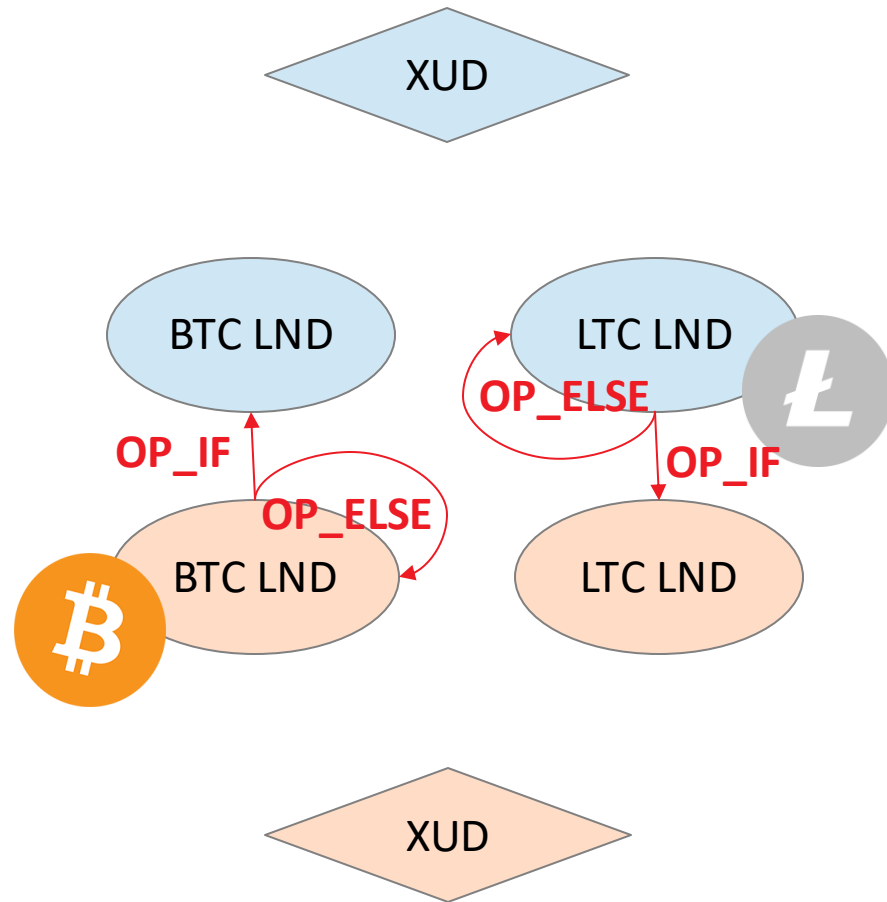 XUD
BTC LND
LTC LND
OP_ELSE
OP_IF
OP_IF
OP_ELSE
BTC LND
LTC LND
XUD